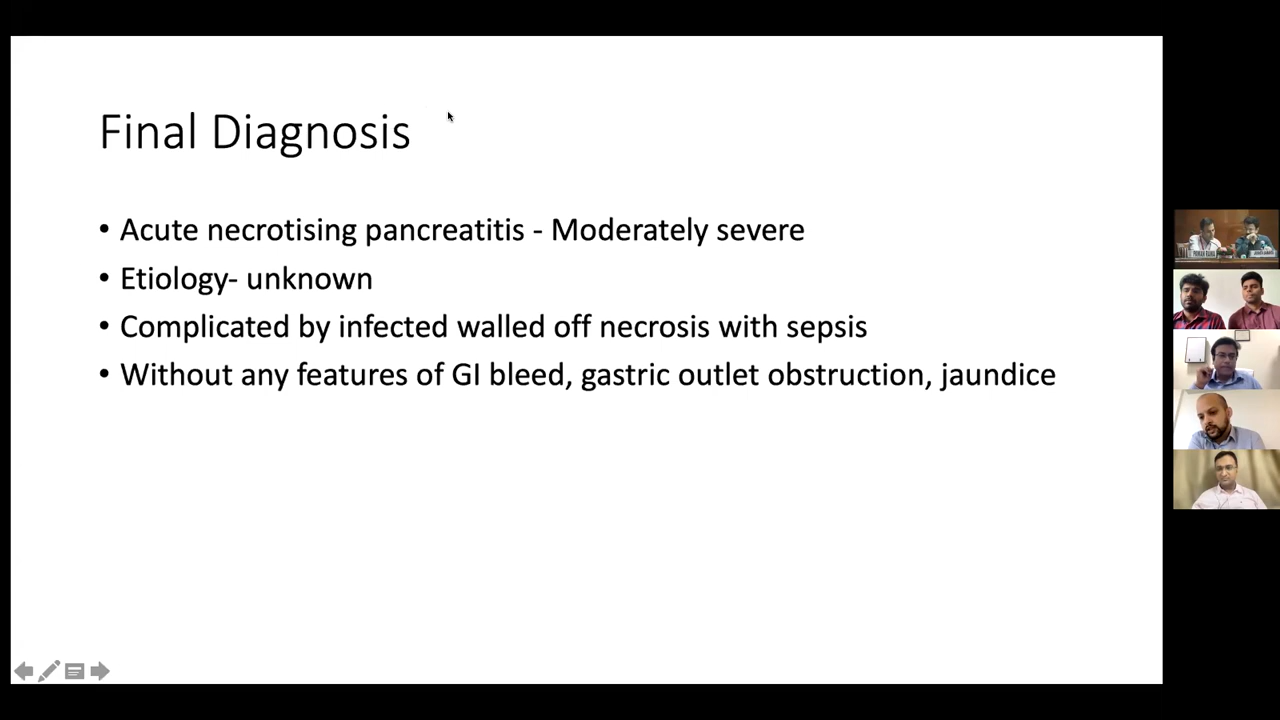 Final Diagnosis
• Acute necrotising pancreatitis - Moderately severe
• Etiology- unknown
• Complicated by infected walled off necrosis with sepsis
• Without any features of GI bleed, gastric outlet obstruction, jaundice